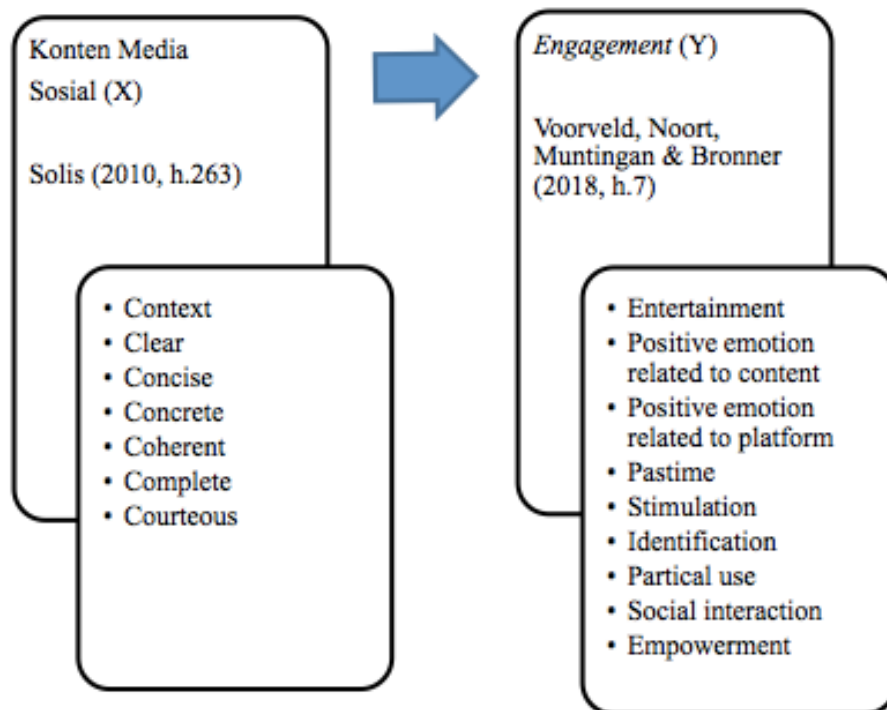 Konten Media
Sosial (X)
Solis (2010, h.263)
• Context
• Clear
• Concise
• Concrete
• Coherent
• Complete
• Courteous
Engagement (Y)
Voorveld, Noort,
Muntingan & Bronner
(2018, h.7)
• Entertainment
• Positive emotion
related to content
• Positive emotion
related to platform
• Pastime
• Stimulation
• Identification
• Partical use
• Social interaction
• Empowerment